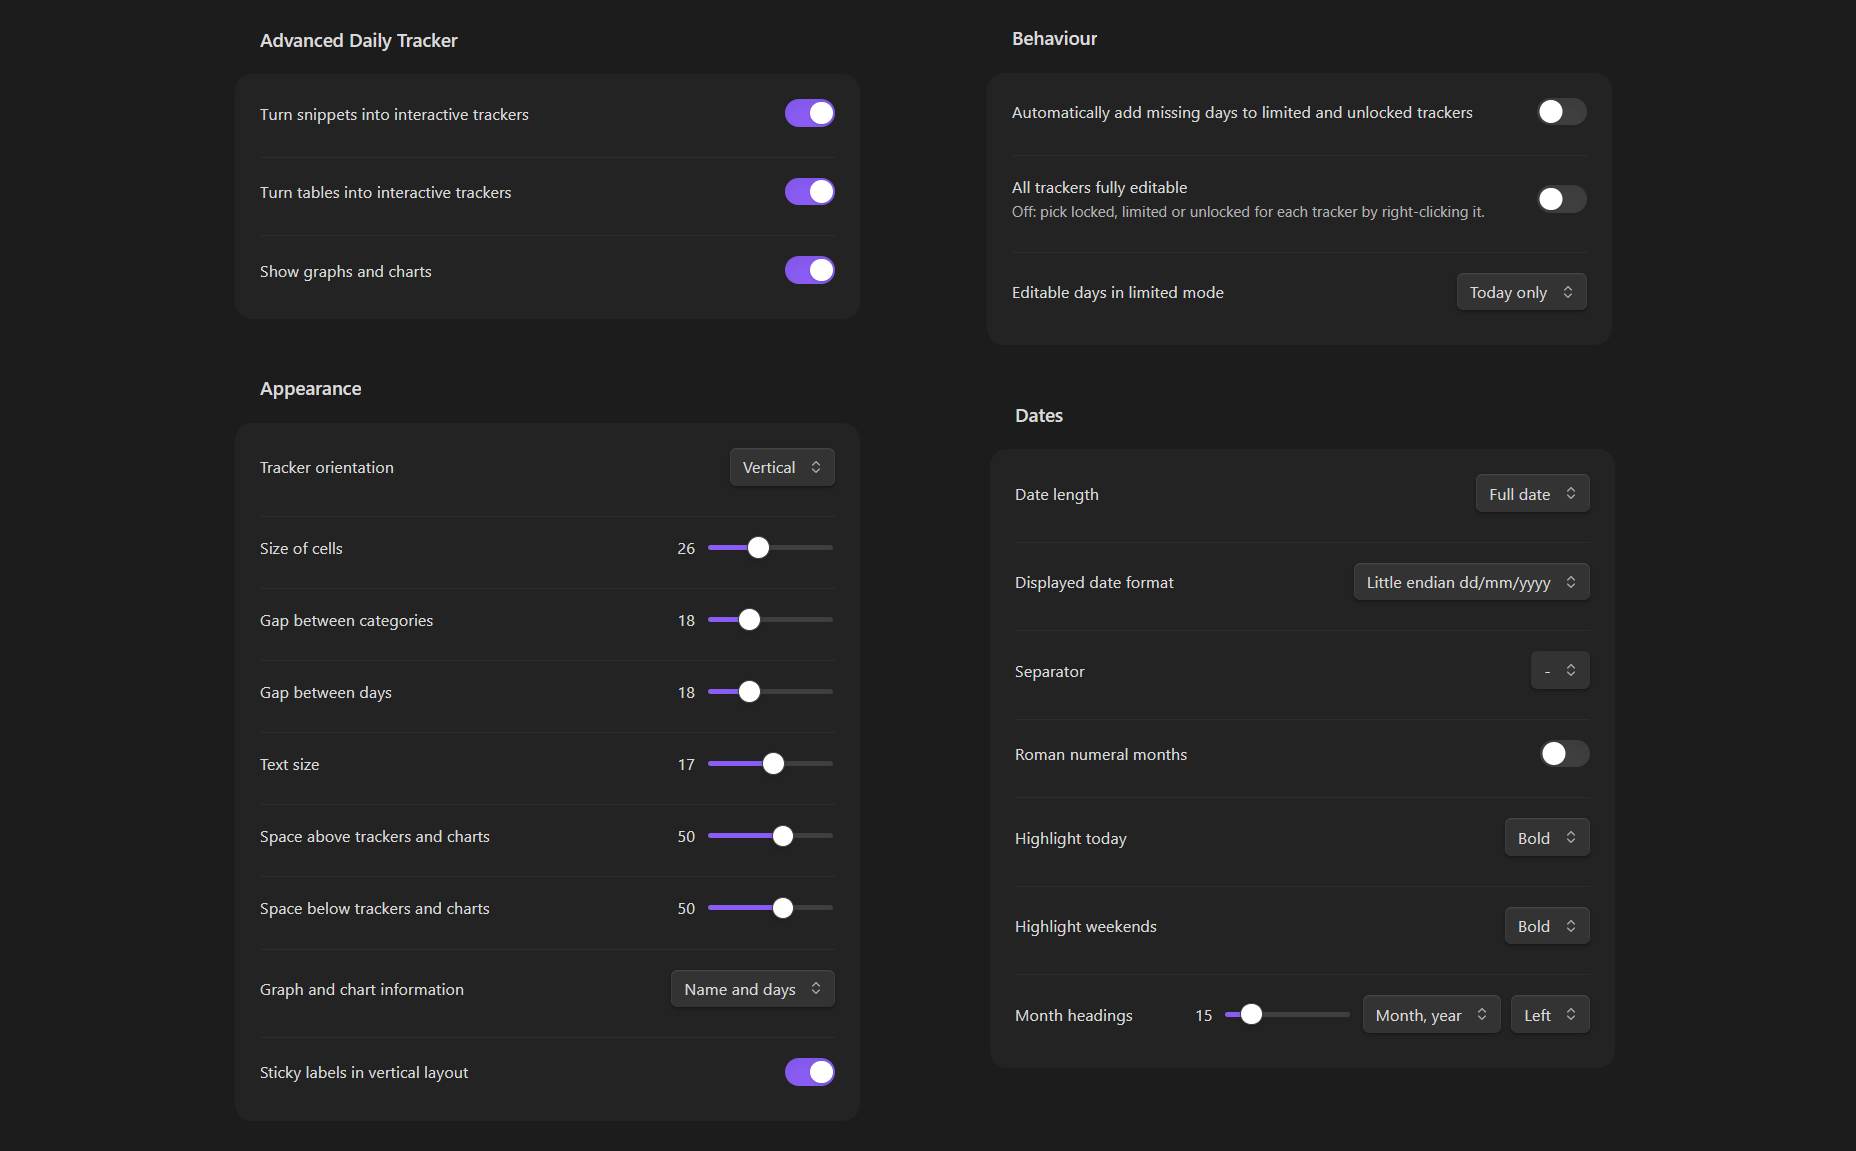 Advanced Daily Tracker
Turn snippets into interactive trackers
Turn tables into interactive trackers
Show graphs and charts
Appearance
Tracker orientation
Vertical
Size of cells
26
Gap between categories
18
Gap between days
18
Text size
17
Space above trackers and charts
50
Space below trackers and charts
50
Graph and chart information
Name and days
Sticky labels in vertical layout
Behaviour
Automatically add missing days to limited and unlocked trackers
All trackers fully editable
Off: pick locked, limited or unlocked for each tracker by right-clicking it.
Editable days in limited mode
Today only
Dates
Date length
Full date
Displayed date format
Little endian dd/mm/yyyy
Separator
-
Roman numeral months
Highlight today
Bold
Highlight weekends
Bold
Month headings
15
Month, year
Left